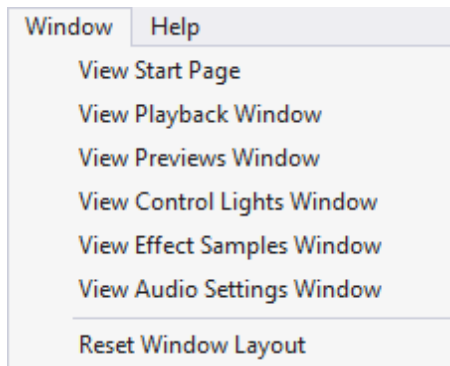 Window Help
View Start Page
View Playback Window
View Previews Window
View Control Lights Window
View Effect Samples Window
View Audio Settings Window
Reset Window Layout